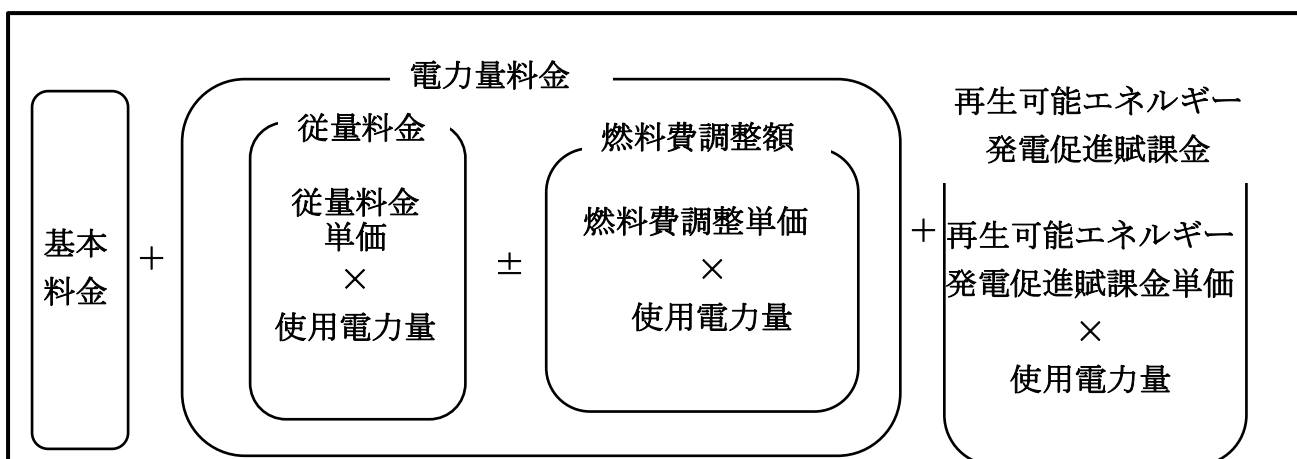 基本
料金
+
電力量料金
従量料金
従量料金
単価
×
使用電力量
±
燃料費調整額
燃料費調整単価
×
使用電力量
+
再生可能エネルギー
発電促進賦課金
再生可能エネルギー
発電促進賦課金単価
×
使用電力量